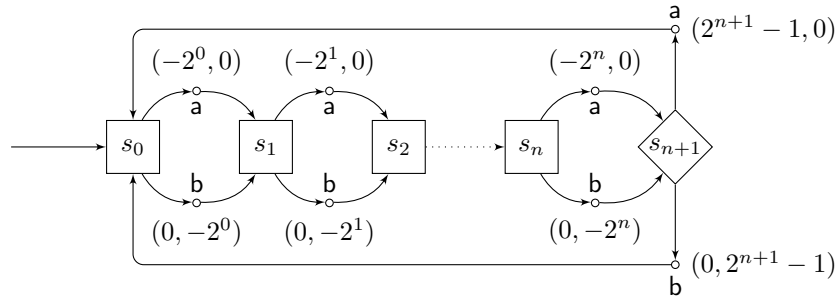 a (2^{n+1} − 1, 0)
(−2^0, 0) (−2^1, 0) (−2^n, 0)
a a a
s_0 s_1 s_2 s_n s_{n+1}
b b b
(0, −2^0) (0, −2^1) (0, −2^n)
(0, 2^{n+1} − 1)
b